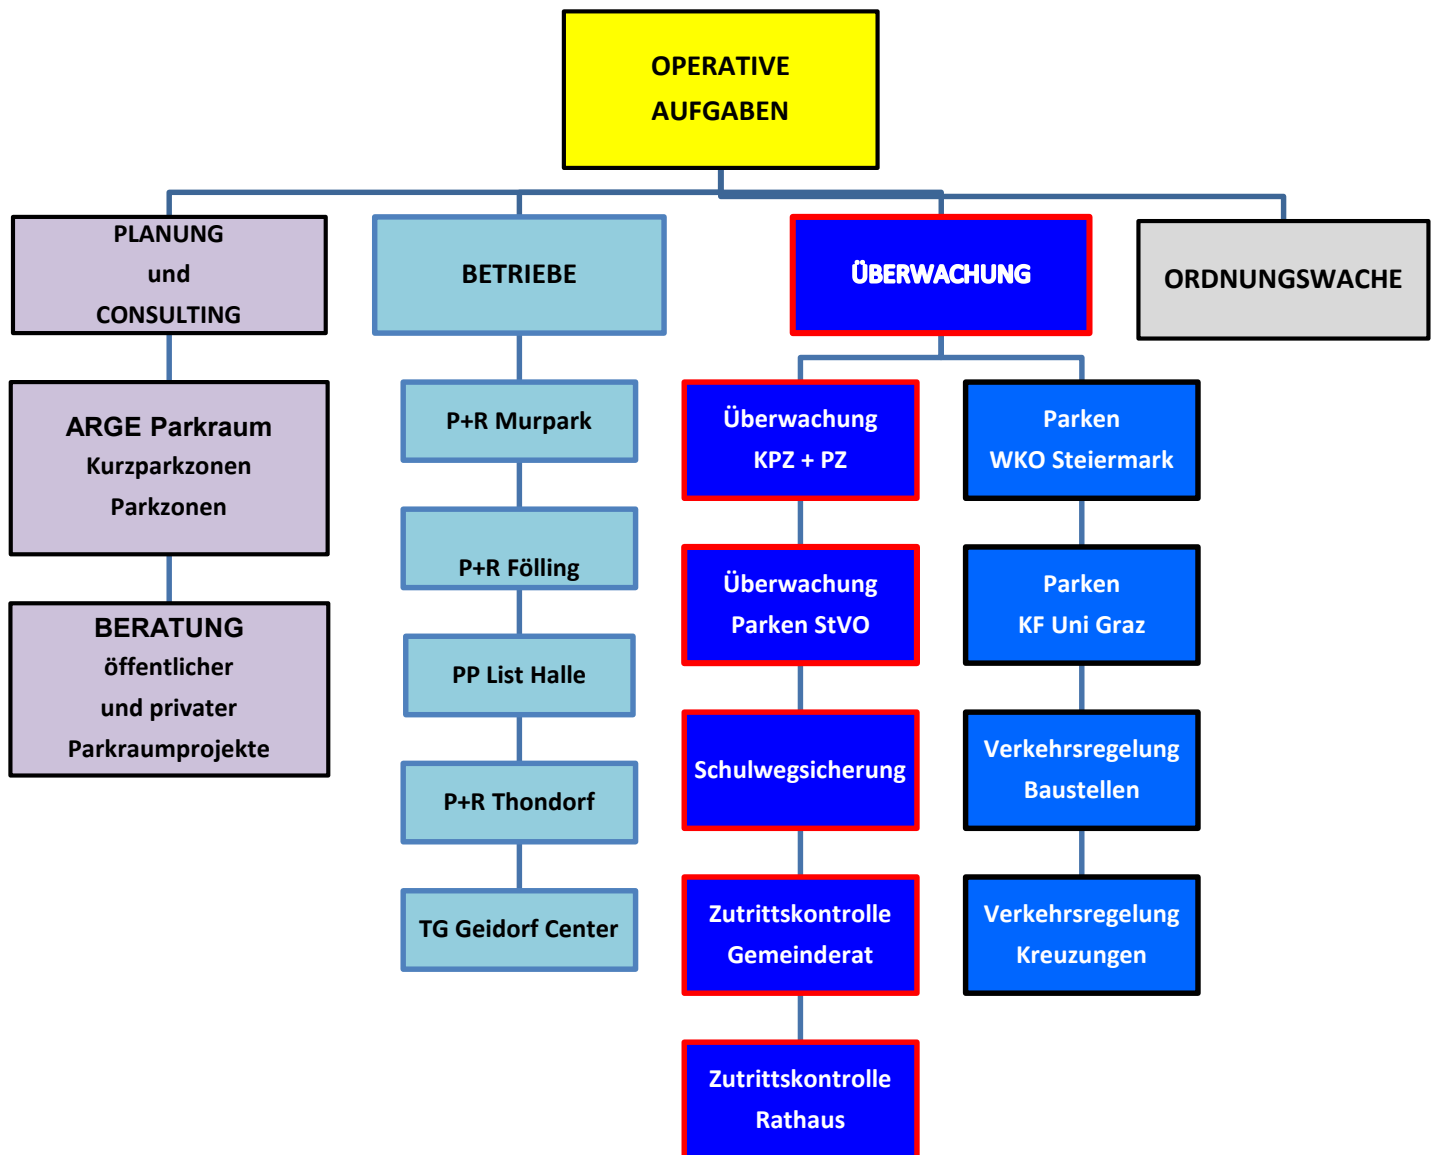 OPERATIVE
AUFGABEN
PLANUNG
und
CONSULTING
BETRIEBE
ÜBERWACHUNG
ORDNUNGSWACHE
ARGE Parkraum
Kurzparkzonen
Parkzonen
BERATUNG
öffentlicher
und privater
Parkraumprojekte
P+R Murpark
P+R Fölling
PP List Halle
P+R Thondorf
TG Geidorf Center
Überwachung
KPZ + PZ
Überwachung
Parken StVO
Schulwegsicherung
Zutrittskontrolle
Gemeinderat
Zutrittskontrolle
Rathaus
Parken
WKO Steiermark
Parken
KF Uni Graz
Verkehrsregelung
Baustellen
Verkehrsregelung
Kreuzungen